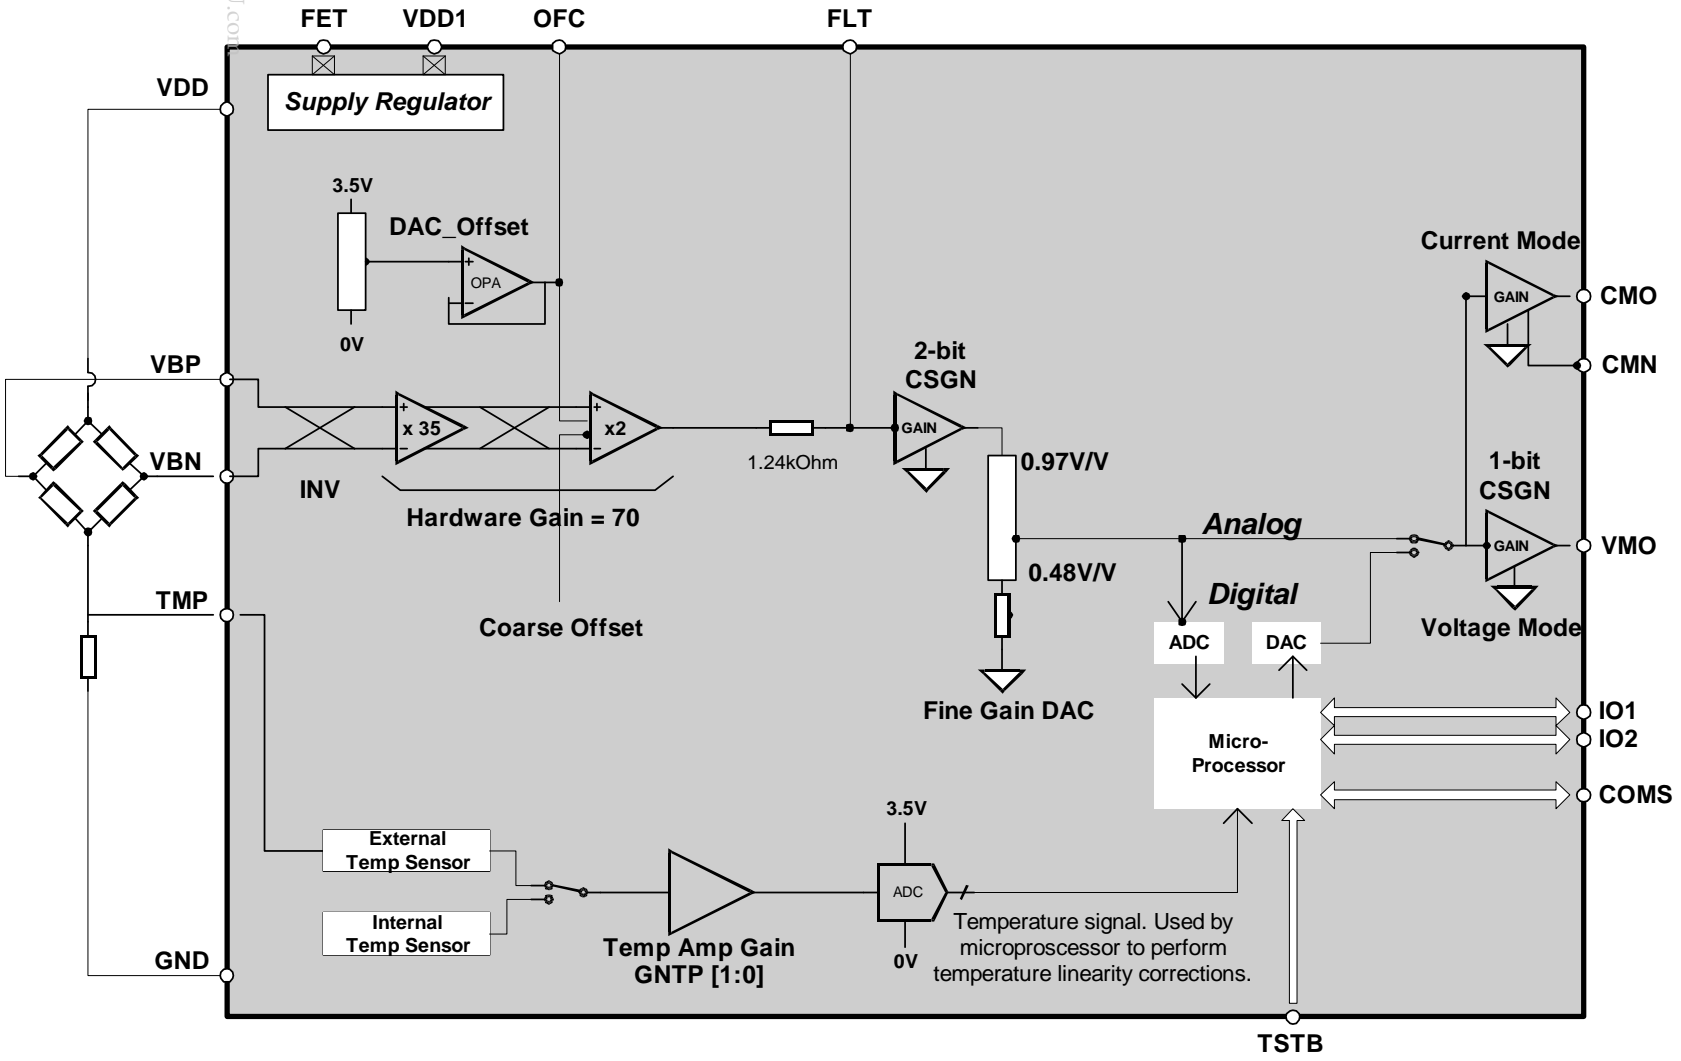 FET VDD1 OFC FLT
J.com
VDD
Supply Regulator
3.5V
DAC_Offset
+
OPA
−
0V
Current Mode
GAIN
CMO
CMN
VBP
2-bit
CSGN
+
x 35
−
+
x2
−
GAIN
1.24kOhm
0.97V/V
VBN
INV
Hardware Gain = 70
1-bit
CSGN
Analog
GAIN
VMO
0.48V/V
Digital
TMP
Coarse Offset
ADC
DAC
Voltage Mode
Fine Gain DAC
Micro-
Processor
IO1
IO2
COMS
3.5V
External
Temp Sensor
ADC
Internal
Temp Sensor
Temp Amp Gain
GNTP [1:0]
0V
Temperature signal. Used by
microproscessor to perform
temperature linearity corrections.
GND
TSTB